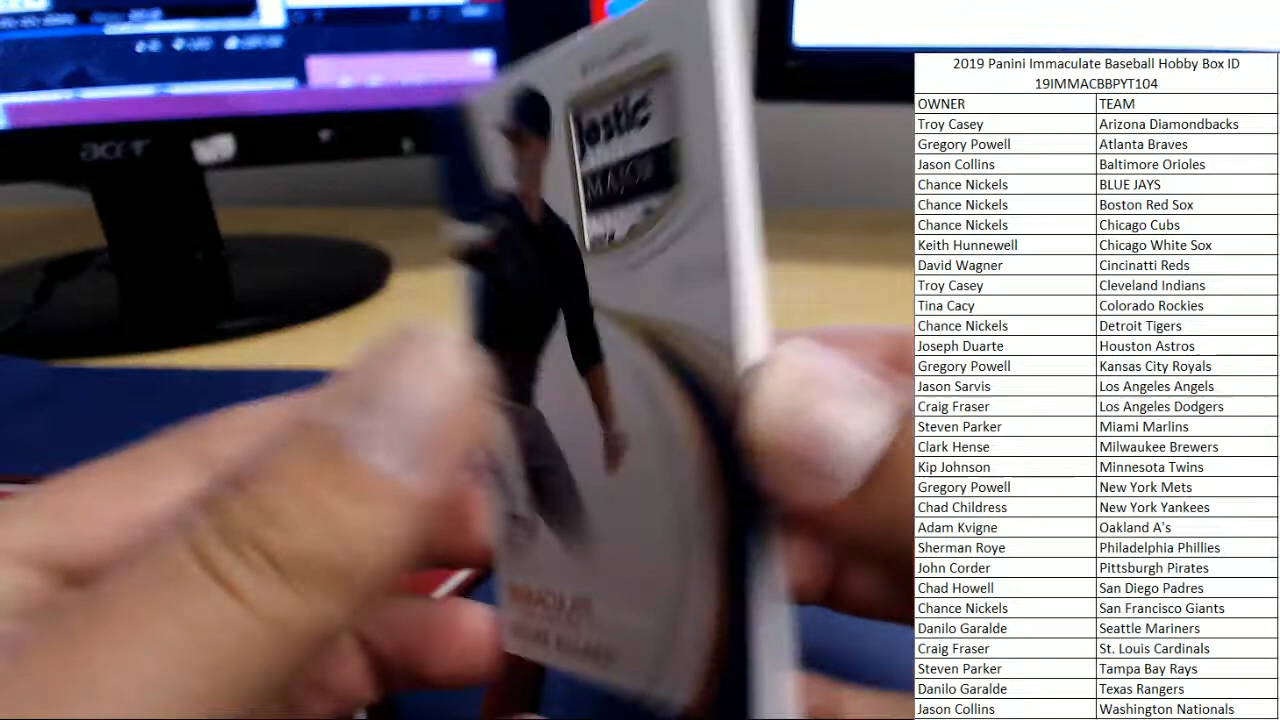 acer
jestic
MAJOR
2019 Panini Immaculate Baseball Hobby Box ID
19IMMACBBPYT104
OWNER TEAM
Troy Casey Arizona Diamondbacks
Gregory Powell Atlanta Braves
Jason Collins Baltimore Orioles
Chance Nickels BLUE JAYS
Chance Nickels Boston Red Sox
Chance Nickels Chicago Cubs
Keith Hunnewell Chicago White Sox
David Wagner Cincinatti Reds
Troy Casey Cleveland Indians
Tina Cacy Colorado Rockies
Chance Nickels Detroit Tigers
Joseph Duarte Houston Astros
Gregory Powell Kansas City Royals
Jason Sarvis Los Angeles Angels
Craig Fraser Los Angeles Dodgers
Steven Parker Miami Marlins
Clark Hense Milwaukee Brewers
Kip Johnson Minnesota Twins
Gregory Powell New York Mets
Chad Childress New York Yankees
Adam Kvigne Oakland A's
Sherman Roye Philadelphia Phillies
John Corder Pittsburgh Pirates
Chad Howell San Diego Padres
Chance Nickels San Francisco Giants
Danilo Garalde Seattle Mariners
Craig Fraser St. Louis Cardinals
Steven Parker Tampa Bay Rays
Danilo Garalde Texas Rangers
Jason Collins Washington Nationals